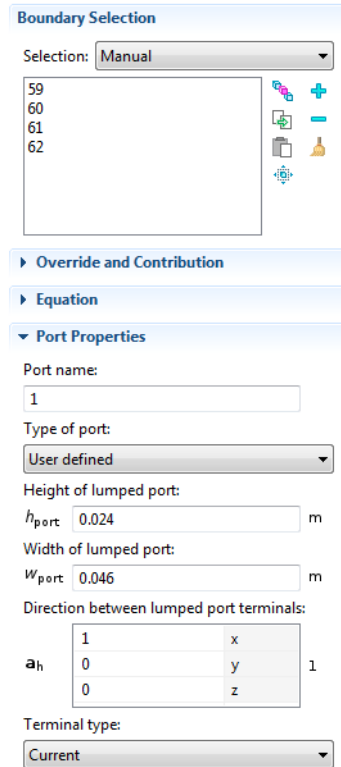 Boundary Selection
Selection: Manual
59
60
61
62
Override and Contribution
Equation
Port Properties
Port name:
1
Type of port:
User defined
Height of lumped port:
hport 0.024 m
Width of lumped port:
wport 0.046 m
Direction between lumped port terminals:
1 x
ah 0 y 1
0 z
Terminal type:
Current